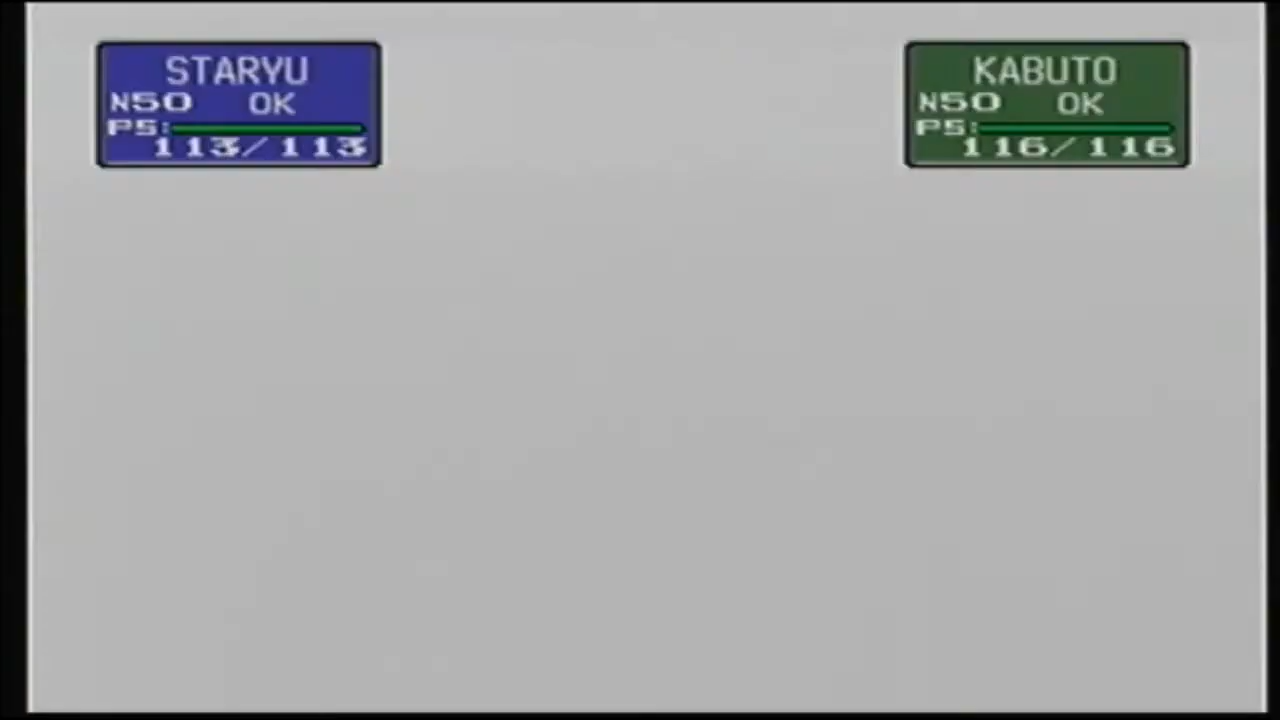 STARYU
N50 OK
PS:
113/113
KABUTO
N50 OK
PS:
116/116